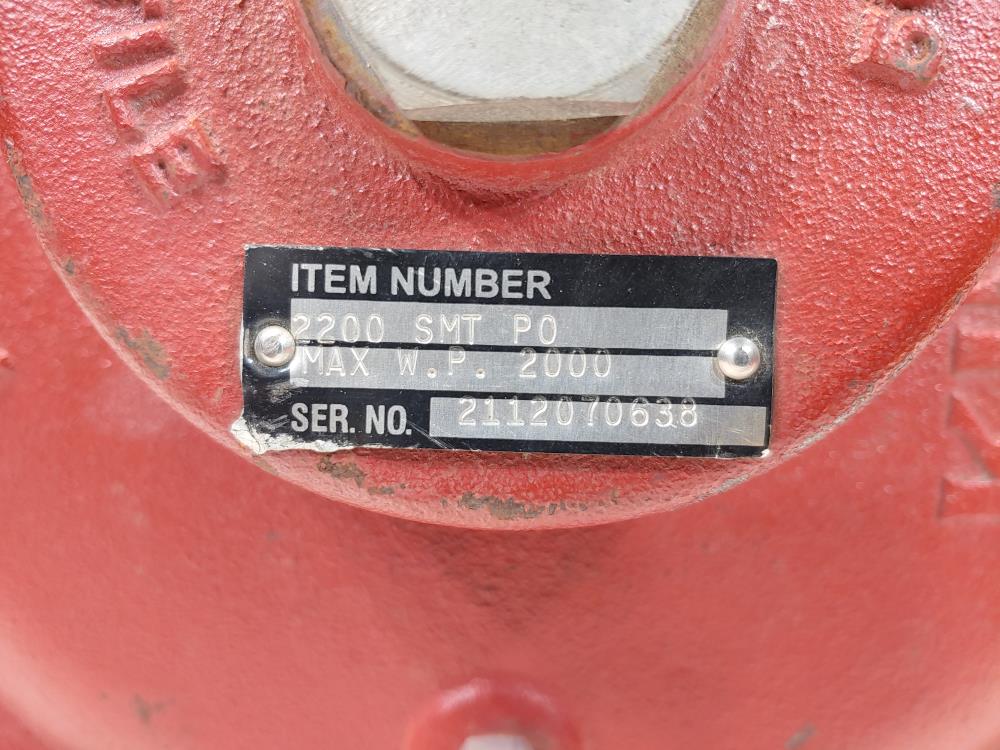 ITEM NUMBER
2200 SMT PO
MAX W.P. 2000
SER. NO. 2112070638